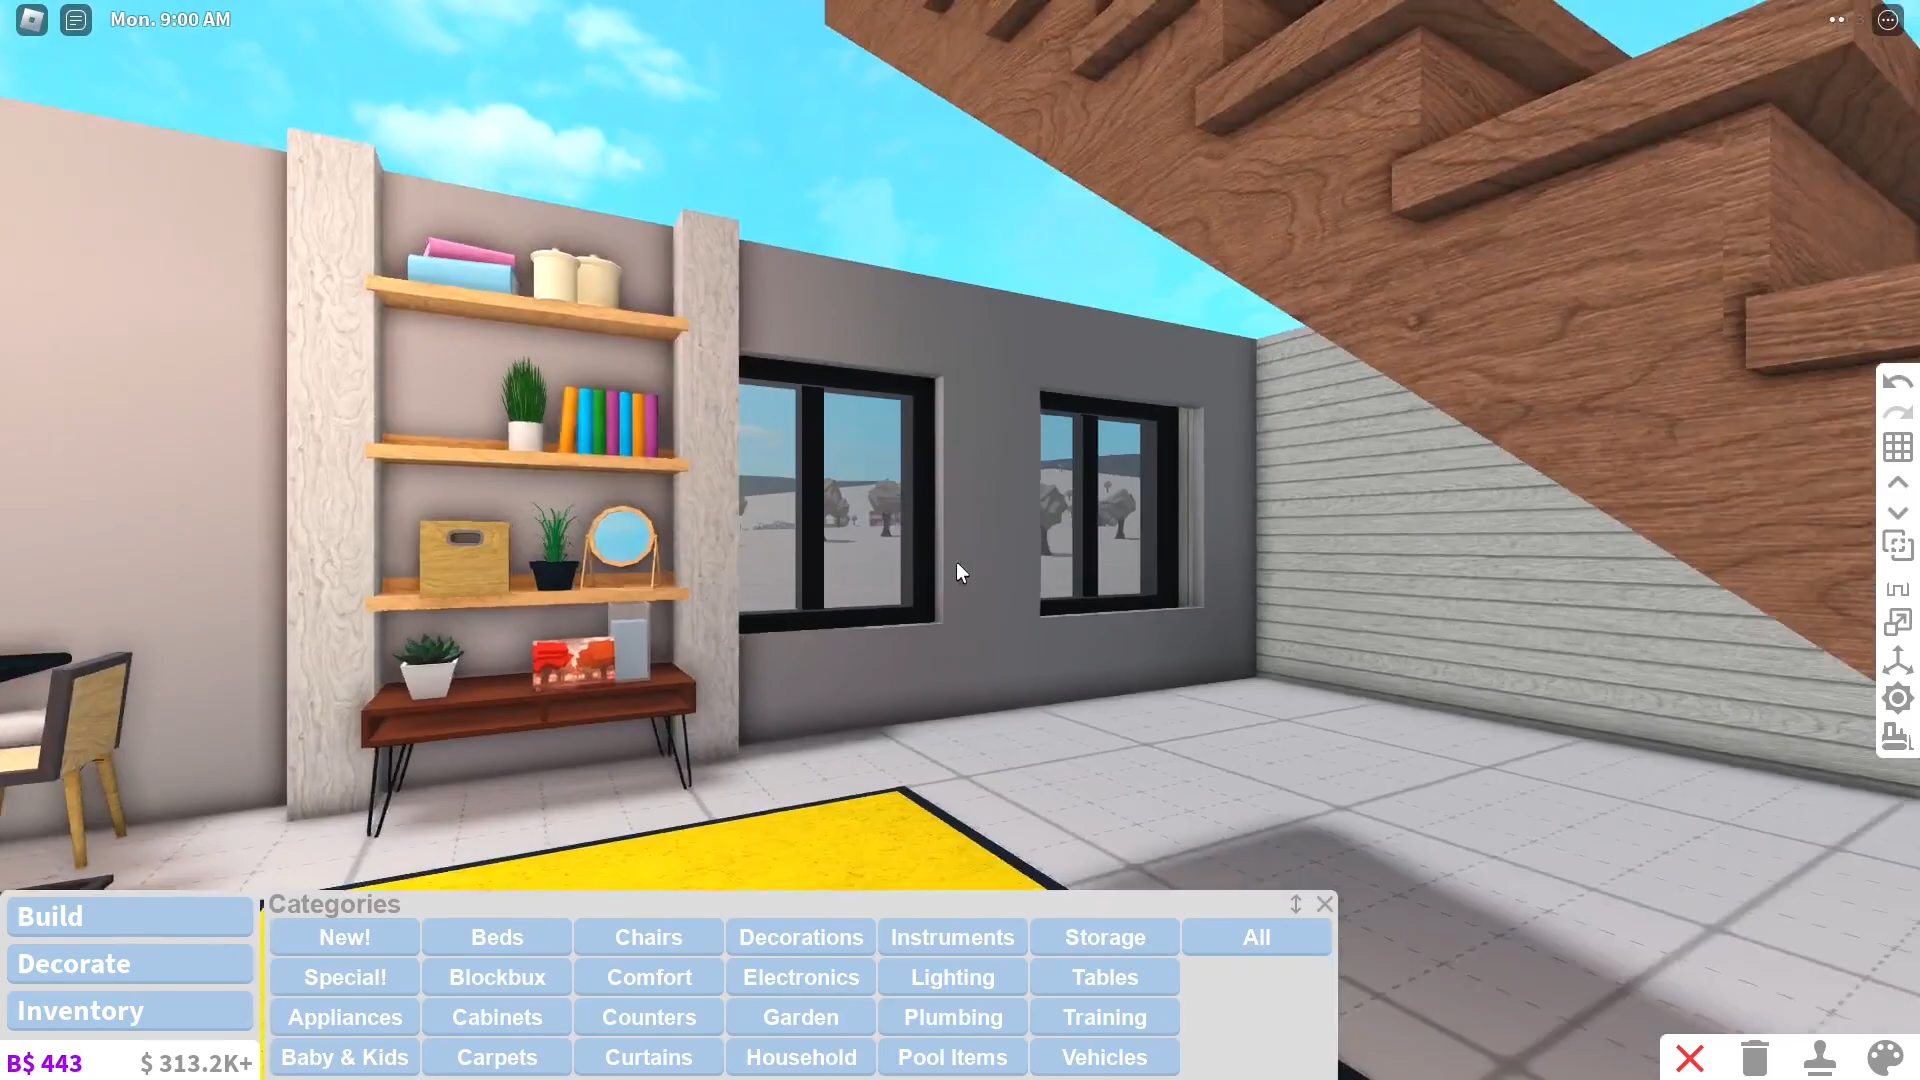 Mon. 9:00 AM
Categories
Build
Decorate
Inventory
New! Beds Chairs Decorations Instruments Storage All
Special! Blockbux Comfort Electronics Lighting Tables
Appliances Cabinets Counters Garden Plumbing Training
Baby & Kids Carpets Curtains Household Pool Items Vehicles
B$ 443 $ 313.2K+